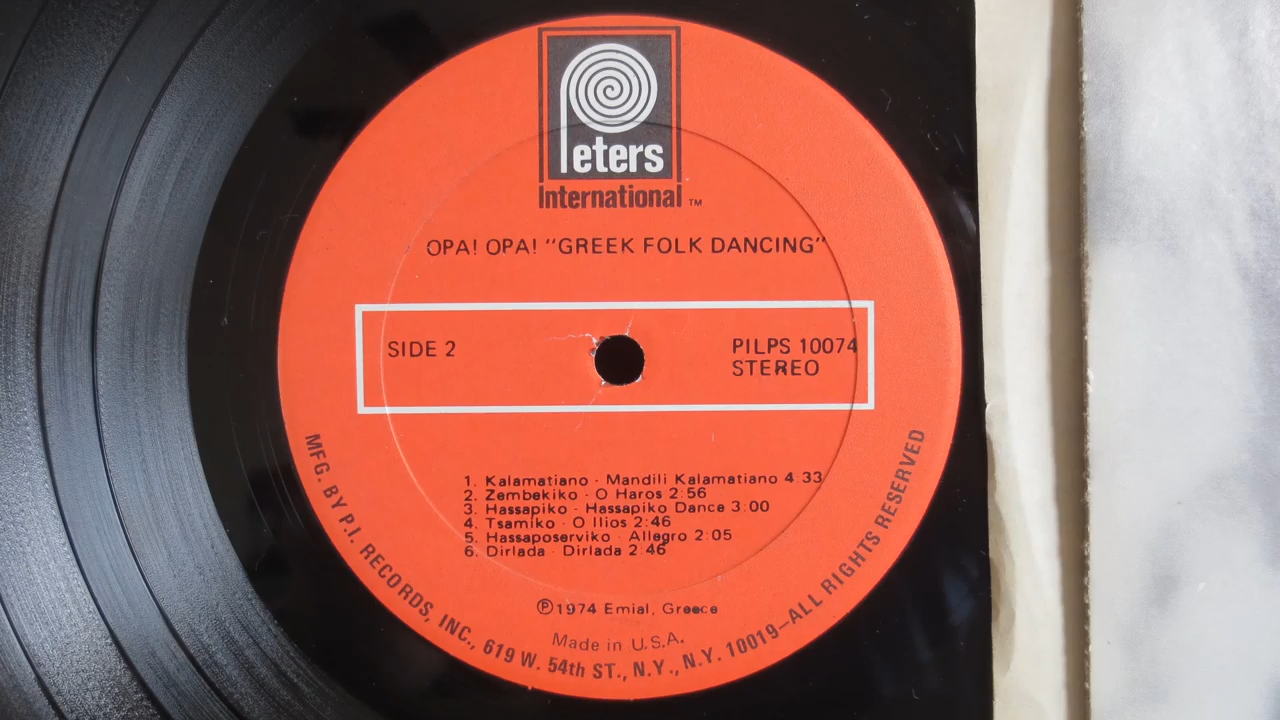 Peters
International ™
OPA! OPA! "GREEK FOLK DANCING"
SIDE 2
PILPS 10074
STEREO
1. Kalamatiano - Mandili Kalamatiano 4:33
2. Zembekiko - O Haros 2:56
3. Hassapiko - Hassapiko Dance 3:00
4. Tsamiko - O Ilios 2:46
5. Hassaposerviko - Allegro 2:05
6. Dirlada - Dirlada 2:46
Ⓟ1974 Emial, Greece
Made in U.S.A.
MFG. BY P.I. RECORDS, INC., 619 W. 54th ST., N.Y., N.Y. 10019—ALL RIGHTS RESERVED